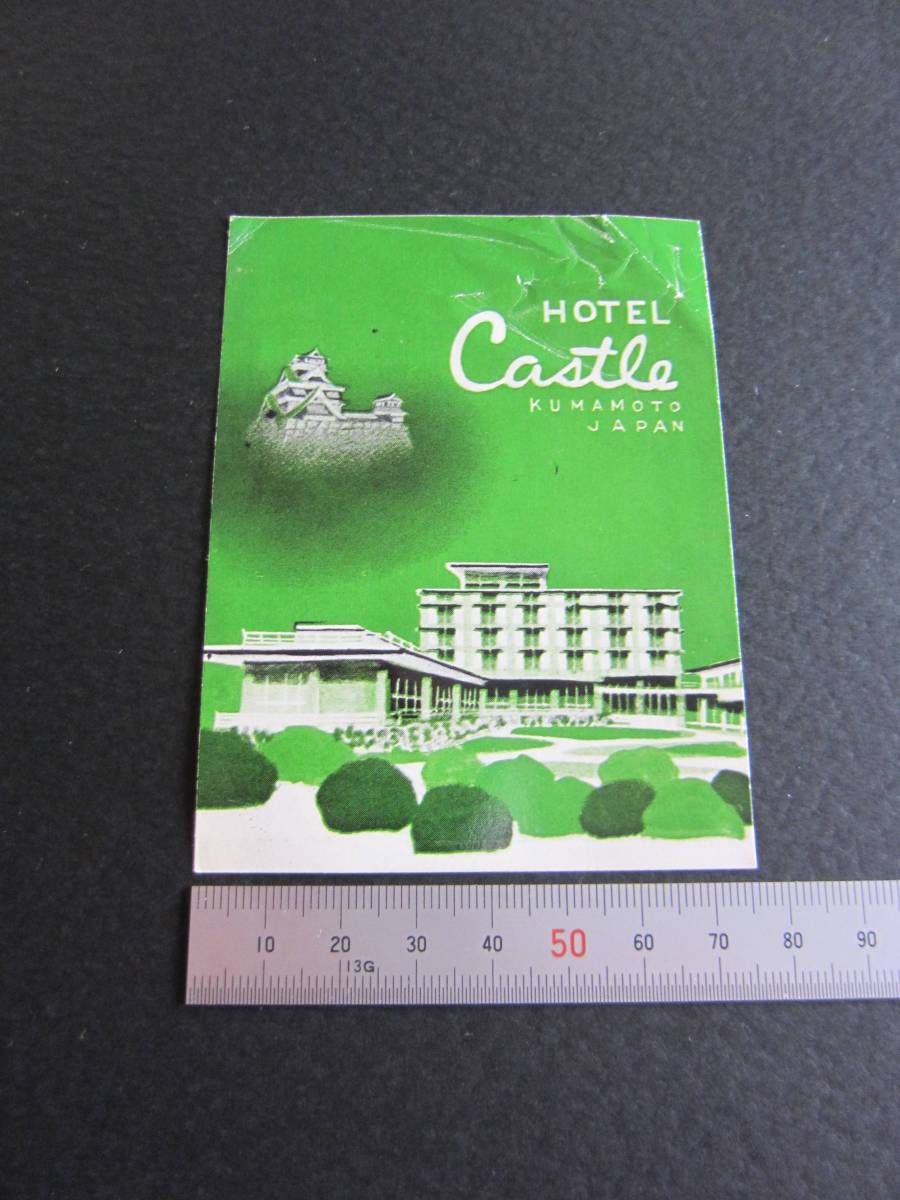 HOTEL
Castle
KUMAMOTO
JAPAN
10 20 30 40 50 60 70 80 90
13G